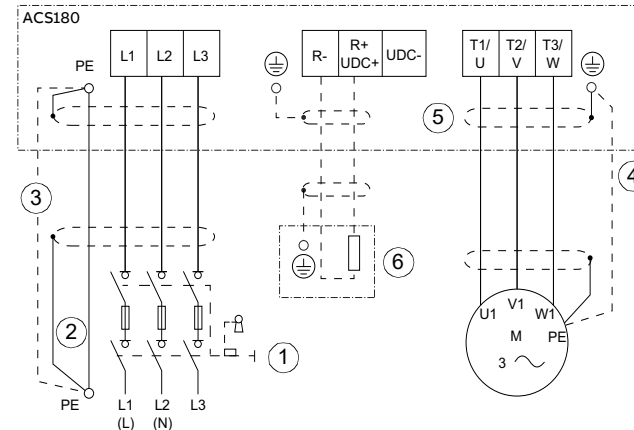 ACS180
PE
L1 L2 L3
R- R+ UDC+ UDC-
T1/U T2/V T3/W
5
3
4
6
2
U1 V1 W1
M PE
3
1
PE
L1 (L) L2 (N) L3